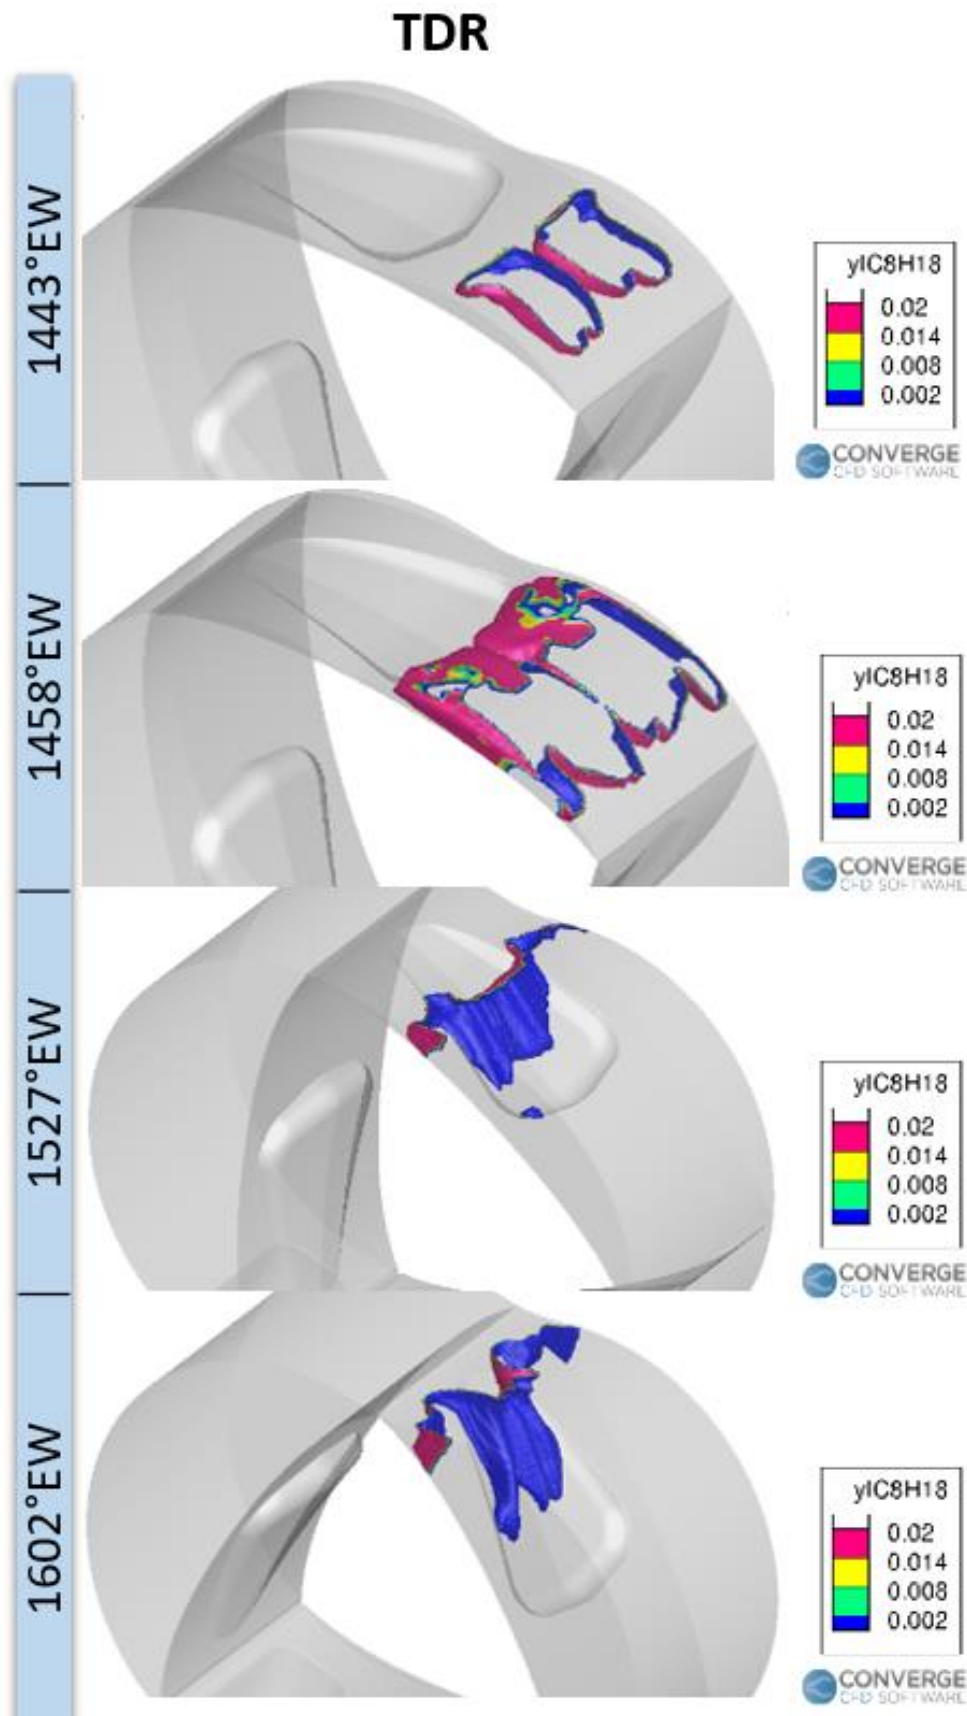 TDR
1443°EW
yIC8H18
0.02
0.014
0.008
0.002
CONVERGE
CFD SOFTWARE
1458°EW
yIC8H18
0.02
0.014
0.008
0.002
CONVERGE
CFD SOFTWARE
1527°EW
yIC8H18
0.02
0.014
0.008
0.002
CONVERGE
CFD SOFTWARE
1602°EW
yIC8H18
0.02
0.014
0.008
0.002
CONVERGE
CFD SOFTWARE